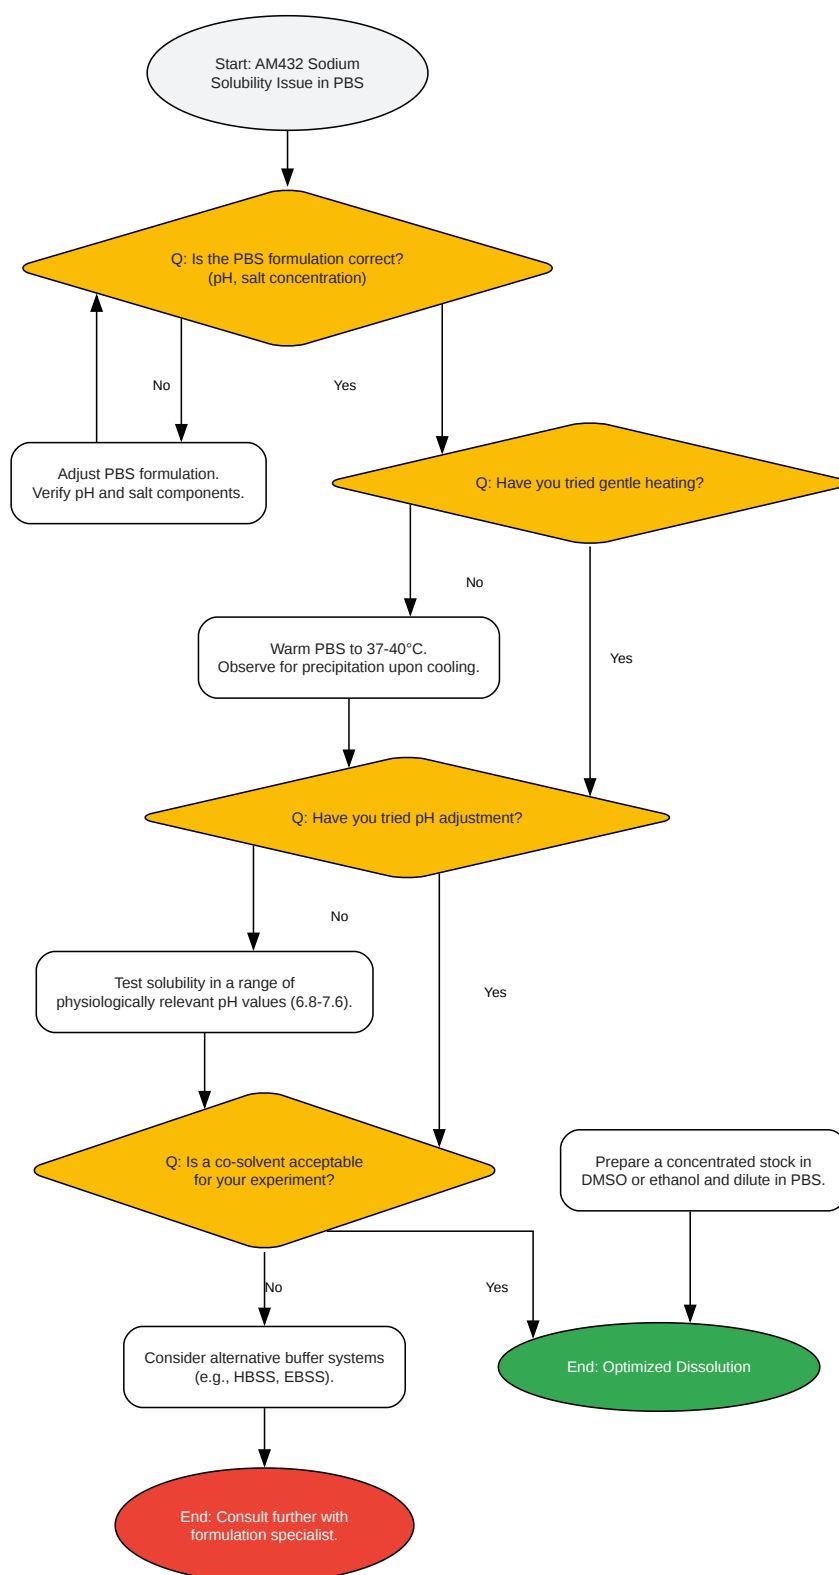 Start: AM432 Sodium
Solubility Issue in PBS
Q: Is the PBS formulation correct?
(pH, salt concentration)
No
Yes
Adjust PBS formulation.
Verify pH and salt components.
Q: Have you tried gentle heating?
No
Warm PBS to 37-40°C.
Observe for precipitation upon cooling.
Yes
Q: Have you tried pH adjustment?
No
Test solubility in a range of
physiologically relevant pH values (6.8-7.6).
Yes
Q: Is a co-solvent acceptable
for your experiment?
Prepare a concentrated stock in
DMSO or ethanol and dilute in PBS.
No
Yes
Consider alternative buffer systems
(e.g., HBSS, EBSS).
End: Optimized Dissolution
End: Consult further with
formulation specialist.